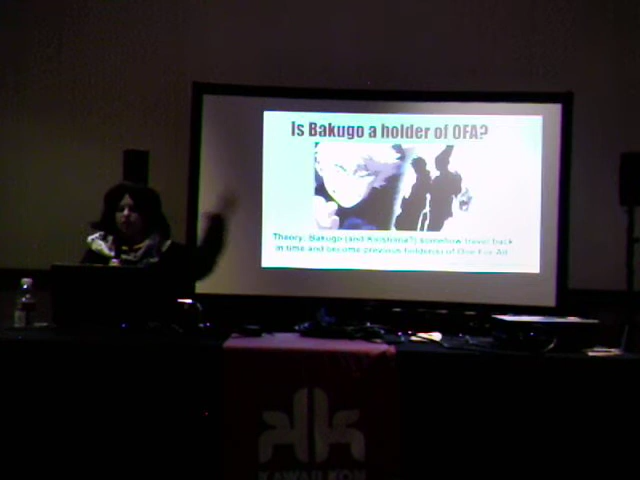 Is Bakugo a holder of OFA?
Theory: Bakugo (and Kirishima?) somehow travel back
in time and become previous holder(s) of One For All
KAWAII KON